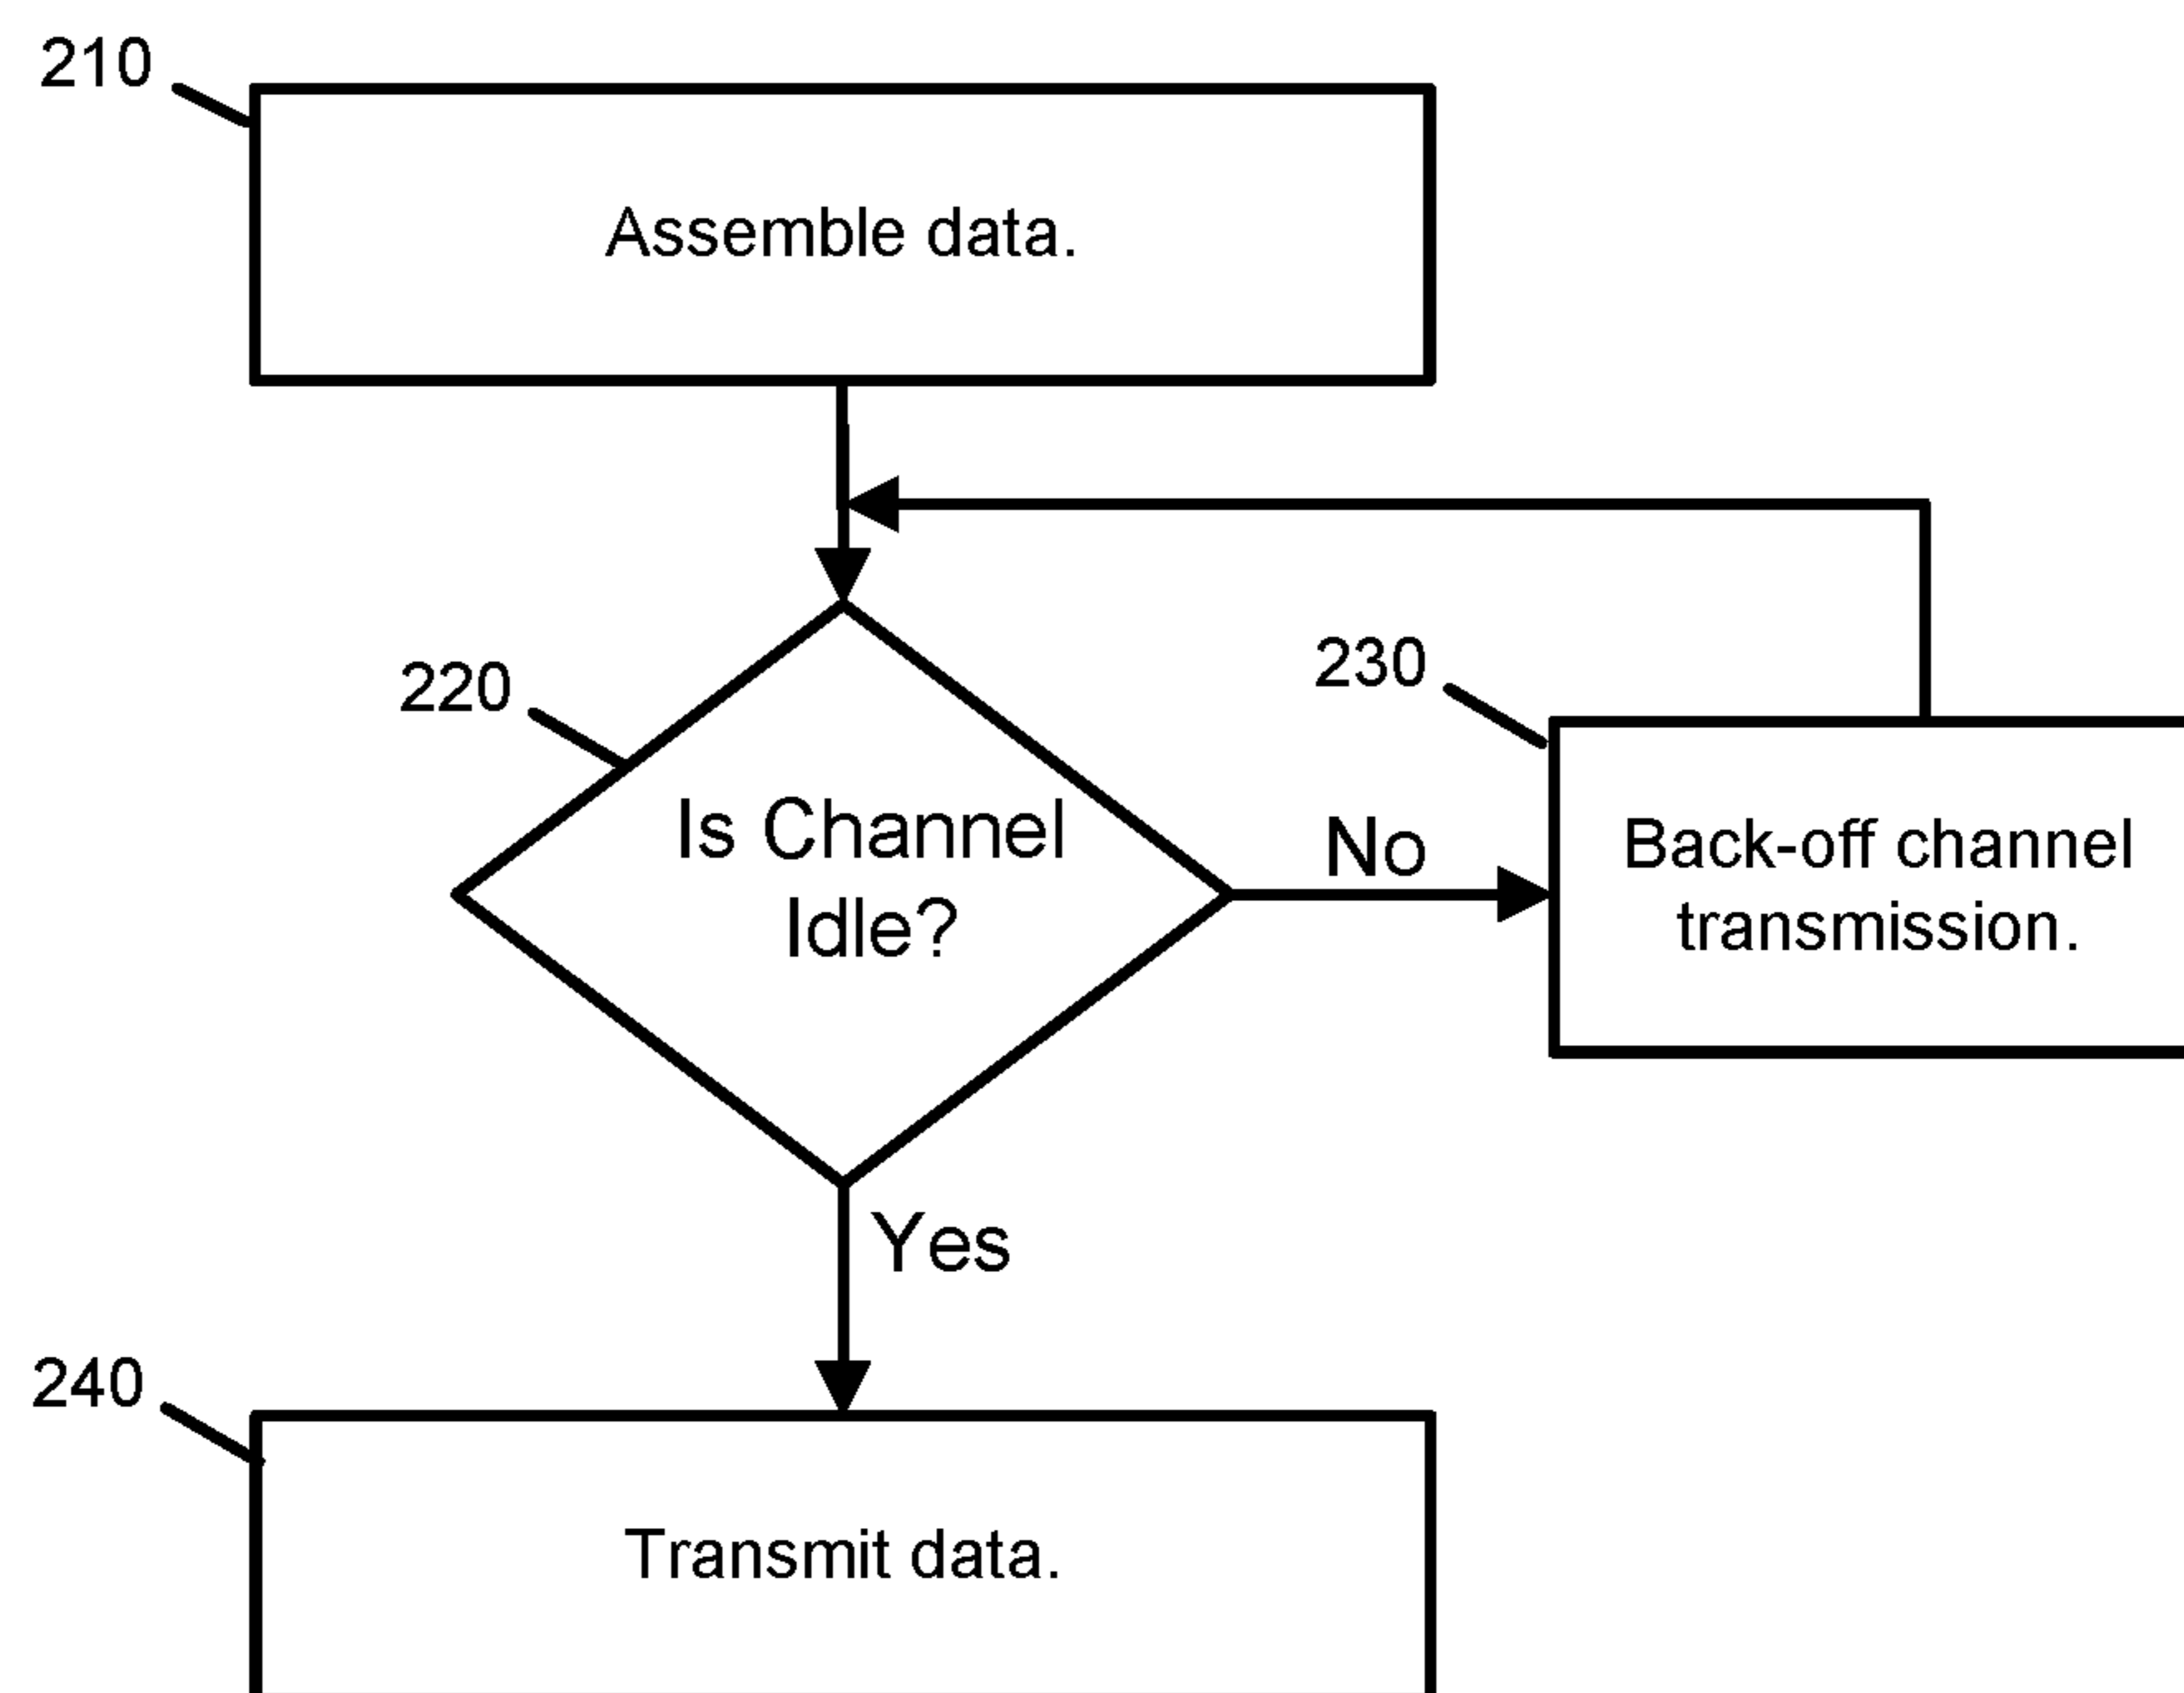 210
Assemble data.
220
Is Channel
Idle?
230
No
Back-off channel
transmission.
Yes
240
Transmit data.